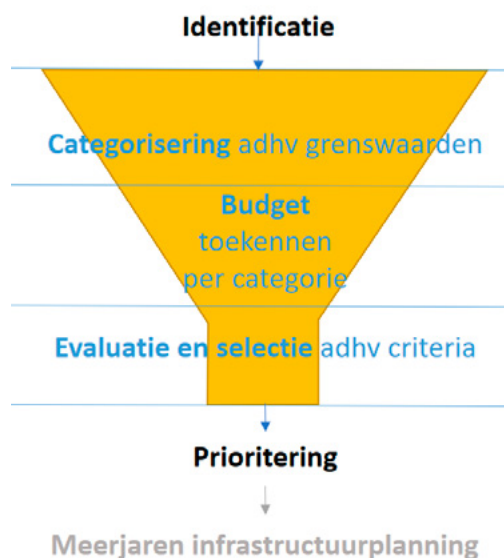 Identificatie
Categorisering adhv grenswaarden
Budget
toekennen
per categorie
Evaluatie en selectie adhv criteria
Prioritering
Meerjaren infrastructuurplanning